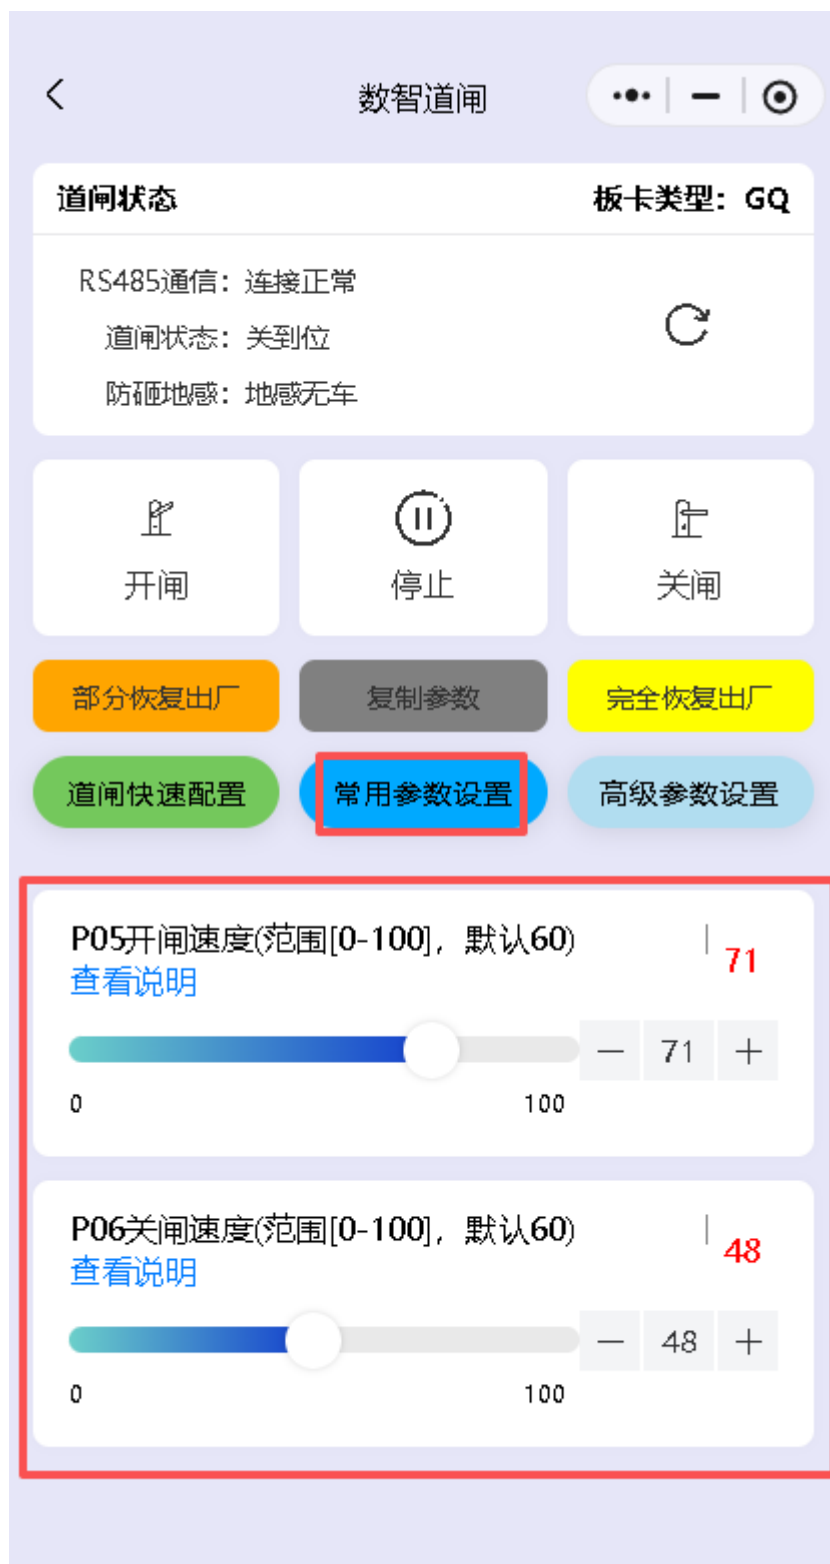 数智道闸
道闸状态 板卡类型：GQ
RS485通信：连接正常
道闸状态：关到位
防砸地感：地感无车
开闸 停止 关闸
部分恢复出厂 复制参数 完全恢复出厂
道闸快速配置 常用参数设置 高级参数设置
P05开闸速度(范围[0-100]，默认60) 71
查看说明
— 71 +
0 100
P06关闸速度(范围[0-100]，默认60) 48
查看说明
— 48 +
0 100